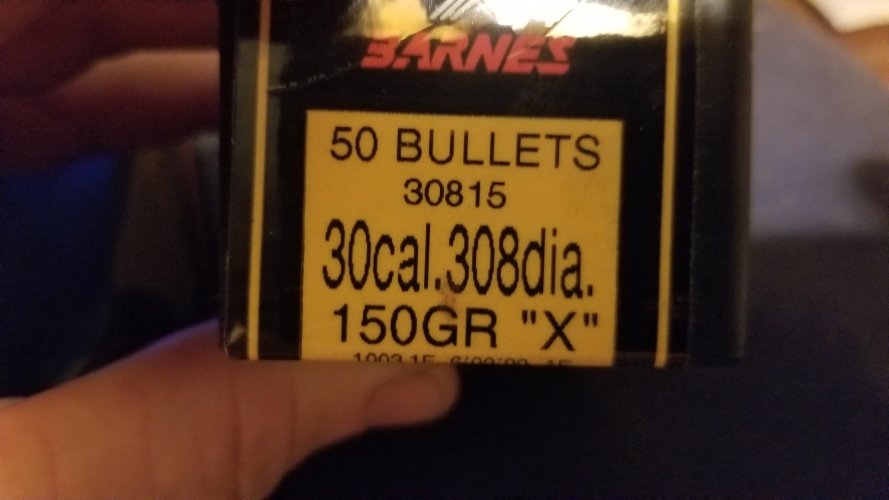 BARNES
50 BULLETS
30815
30cal.308dia.
150GR "X"